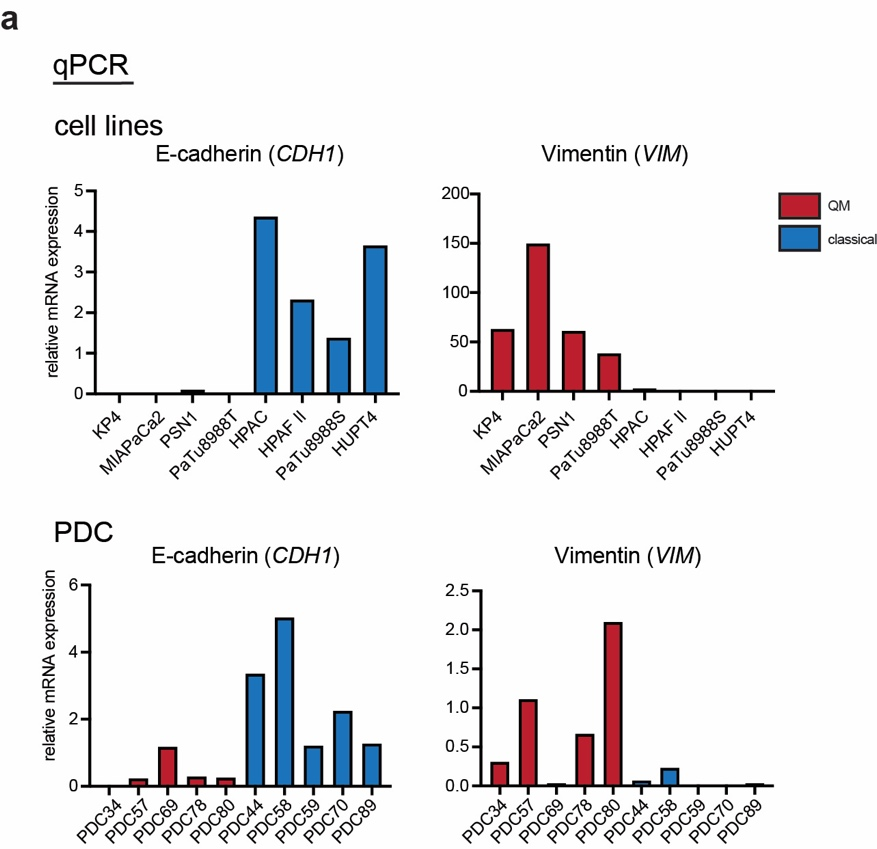 a
qPCR
cell lines
E-cadherin (CDH1)
relative mRNA expression
5
4
3
2
1
0
KP4
MIAPaCa2
PSN1
PaTu8988T
HPAC
HPAF II
PaTu8988S
HUPT4
Vimentin (VIM)
200
150
100
50
0
KP4
MIAPaCa2
PSN1
PaTu8988T
HPAC
HPAF II
PaTu8988S
HUPT4
QM
classical
PDC
E-cadherin (CDH1)
relative mRNA expression
6
4
2
0
PDC34
PDC57
PDC69
PDC78
PDC80
PDC44
PDC58
PDC59
PDC70
PDC89
Vimentin (VIM)
2.5
2.0
1.5
1.0
0.5
0.0
PDC34
PDC57
PDC69
PDC78
PDC80
PDC44
PDC58
PDC59
PDC70
PDC89